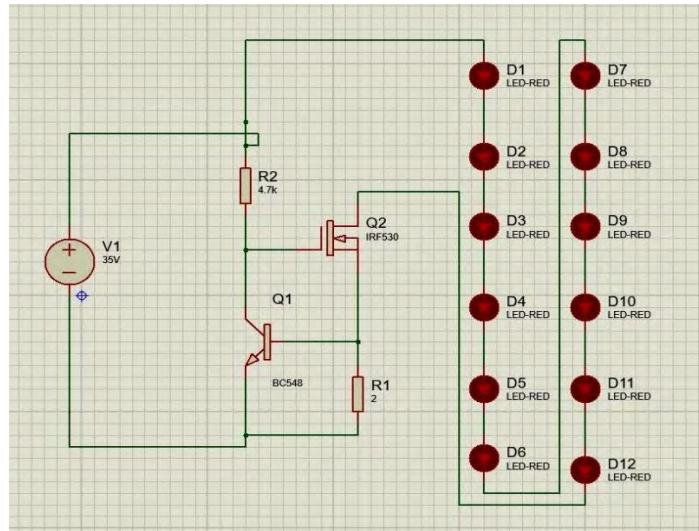 D1
LED-RED
D7
LED-RED
D2
LED-RED
D8
LED-RED
R2
4.7k
Q2
IRF530
D3
LED-RED
D9
LED-RED
V1
35V
+
−
Q1
D4
LED-RED
D10
LED-RED
BC548
R1
2
D5
LED-RED
D11
LED-RED
D6
LED-RED
D12
LED-RED